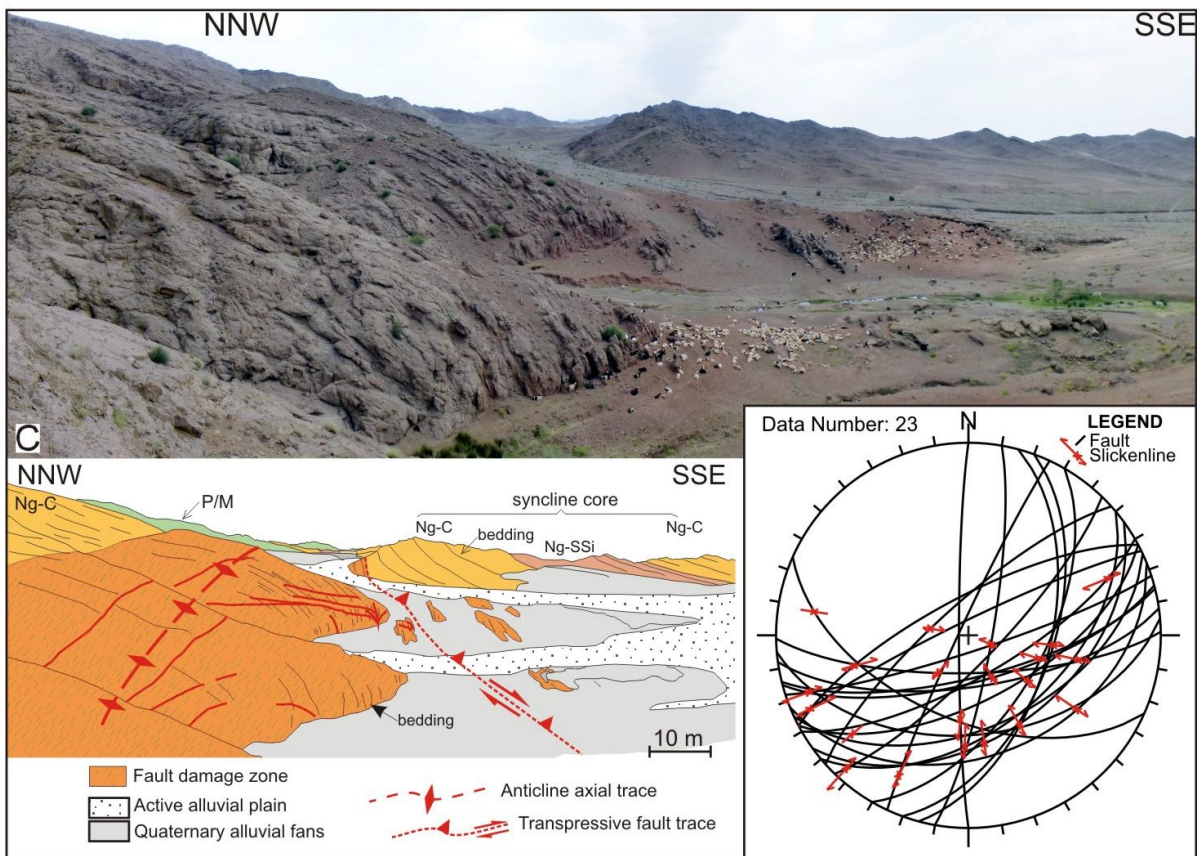 NNW SSE
C
NNW SSE
Ng-C P/M syncline core
Ng-C bedding Ng-SSi Ng-C
bedding
10 m
Fault damage zone
Active alluvial plain
Quaternary alluvial fans
Anticline axial trace
Transpressive fault trace
Data Number: 23
N
LEGEND
Fault
Slickenline